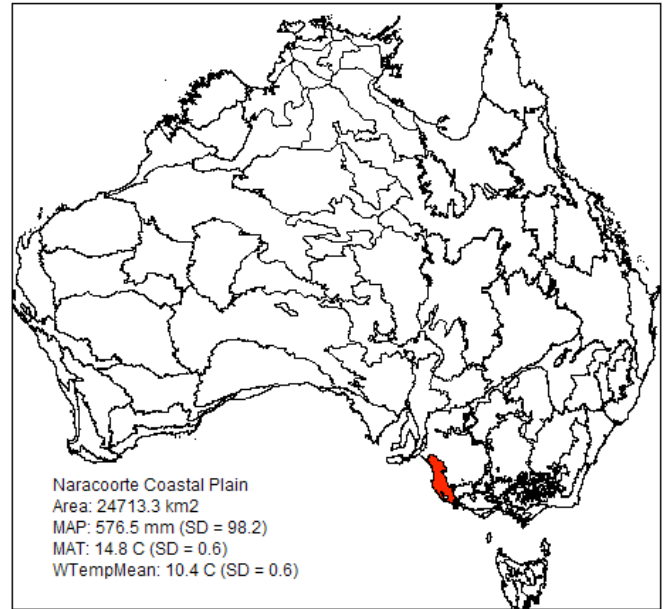 Naracoorte Coastal Plain
Area: 24713.3 km2
MAP: 576.5 mm (SD = 98.2)
MAT: 14.8 C (SD = 0.6)
WTempMean: 10.4 C (SD = 0.6)